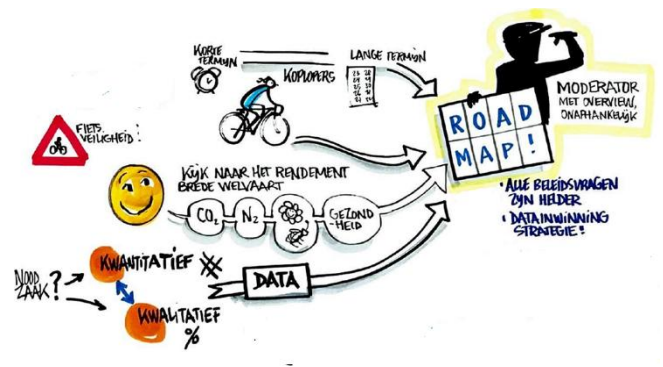 KORTE
TERMIJN
LANGE TERMIJN
KOPLOPERS
FIETS
VEILIGHEID!
KIJK NAAR HET RENDEMENT
BREDE WELVAART
CO2
N2
GEZOND
-HEID
NOOD
ZAAK?
KWANTITATIEF
KWALITATIEF
%
DATA
ROAD
MAP!
MODERATOR
MET OVERVIEW,
ONAFHANKELIJK
• ALLE BELEIDSVRAGEN
ZIJN HELDER
• DATAINWINNING
STRATEGIE!